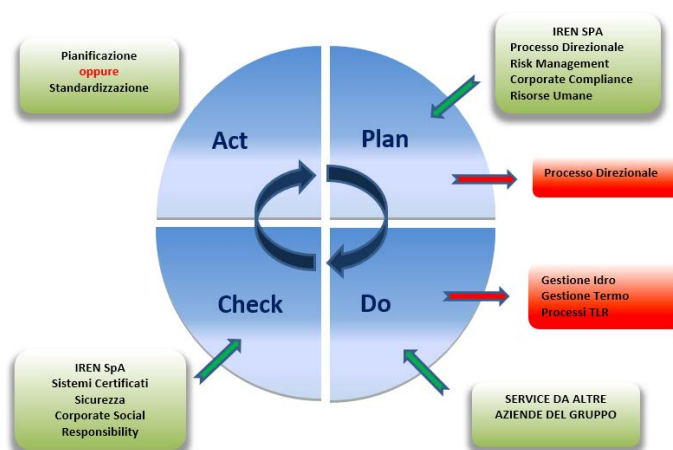 Pianificazione
oppure
Standardizzazione
IREN SPA
Processo Direzionale
Risk Management
Corporate Compliance
Risorse Umane
Act
Plan
Processo Direzionale
Check
Do
Gestione Idro
Gestione Termo
Processi TLR
IREN SpA
Sistemi Certificati
Sicurezza
Corporate Social
Responsibility
SERVICE DA ALTRE
AZIENDE DEL GRUPPO